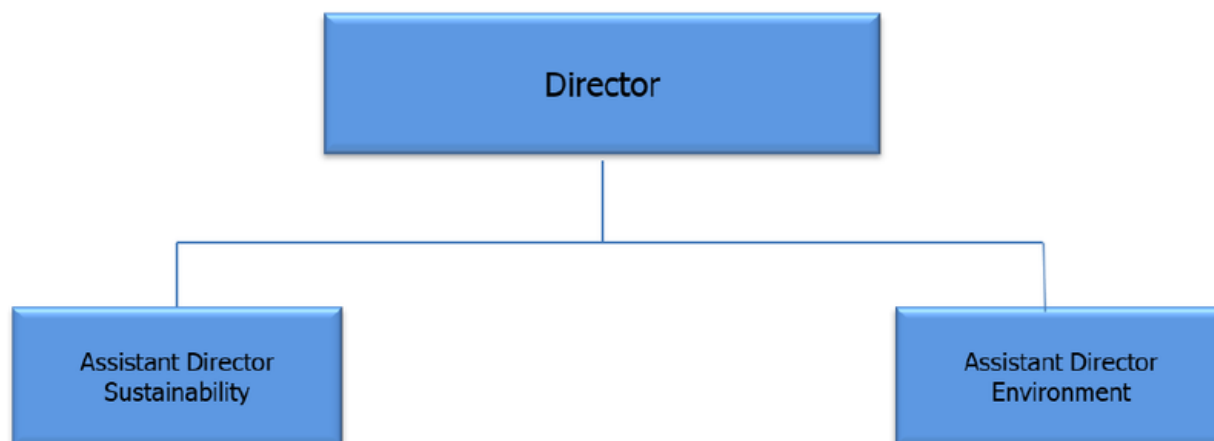 Director
Assistant Director
Sustainability
Assistant Director
Environment